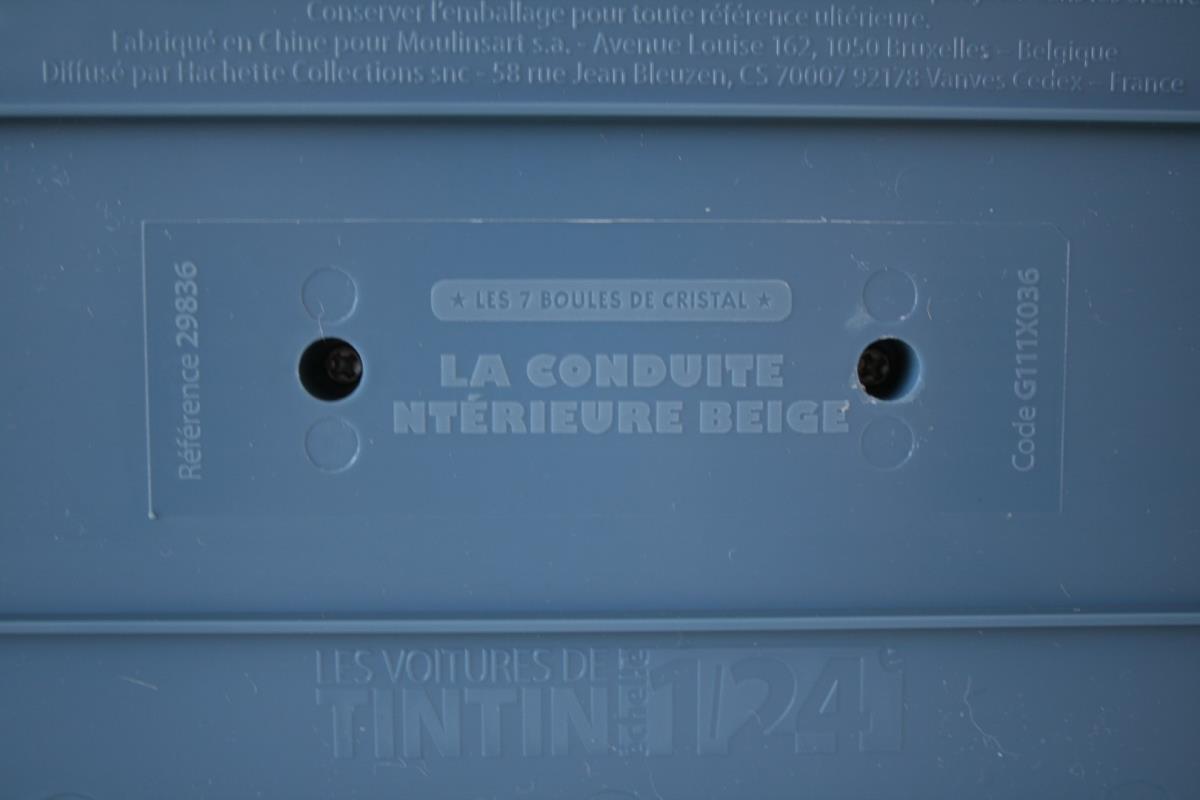 Conserver l'emballage pour toute référence ultérieure.
Fabriqué en Chine pour Moulinsart s.a. - Avenue Louise 162, 1050 Bruxelles – Belgique
Diffusé par Hachette Collections snc - 58 rue Jean Bleuzen, CS 70007 92178 Vanves Cedex – France
Référence 29836
★ LES 7 BOULES DE CRISTAL ★
LA CONDUITE
NTÉRIEURE BEIGE
Code G111X036
LES VOITURES DE
TINTIN
échelle
1/24e